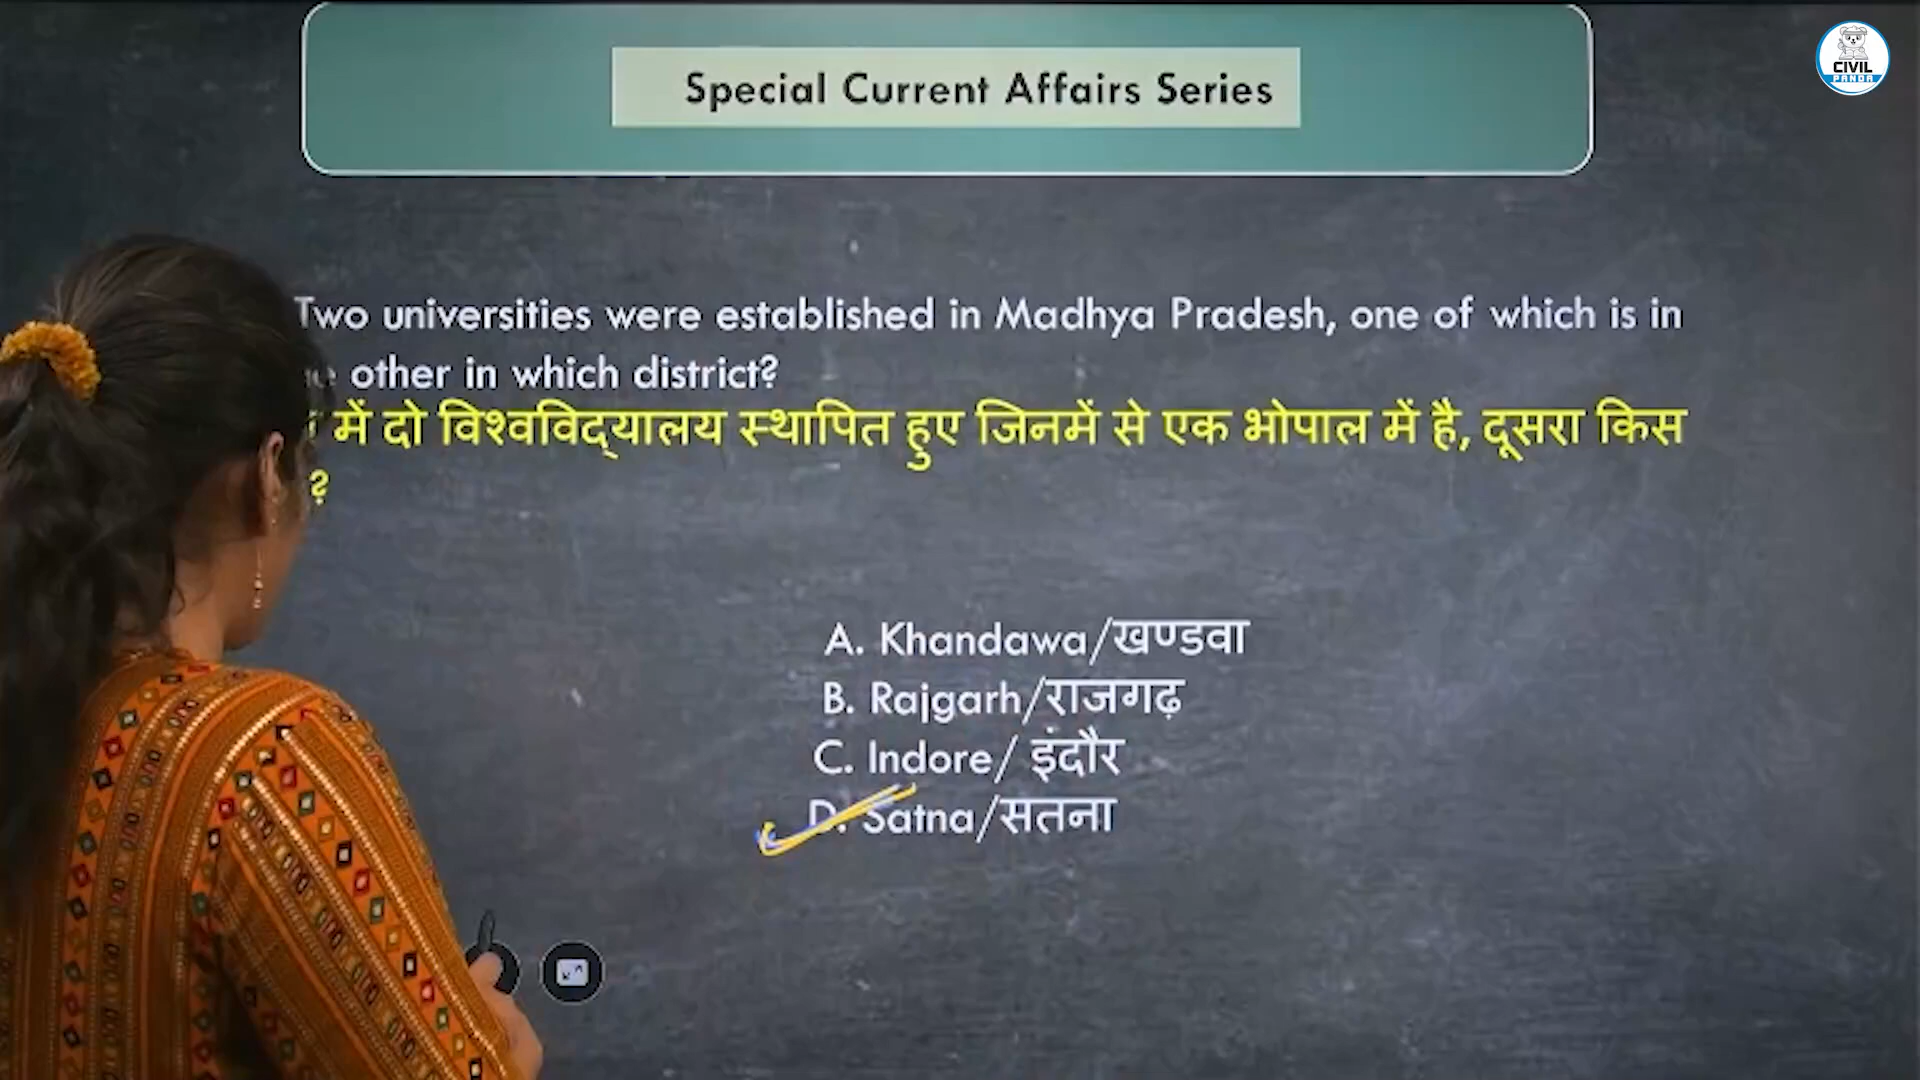 CIVIL
PANDA
Special Current Affairs Series
Two universities were established in Madhya Pradesh, one of which is in
other in which district?
में दो विश्वविद्यालय स्थापित हुए जिनमें से एक भोपाल में है, दूसरा किस
?
A. Khandawa/खण्डवा
B. Rajgarh/राजगढ़
C. Indore/ इंदौर
D. Satna/सतना